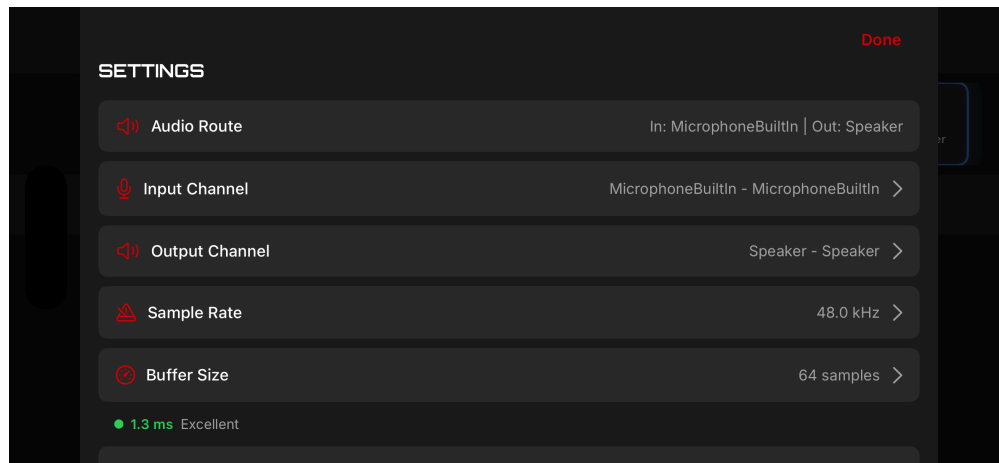 Done
SETTINGS
Audio Route In: MicrophoneBuiltIn | Out: Speaker
Input Channel MicrophoneBuiltIn - MicrophoneBuiltIn
Output Channel Speaker - Speaker
Sample Rate 48.0 kHz
Buffer Size 64 samples
1.3 ms Excellent